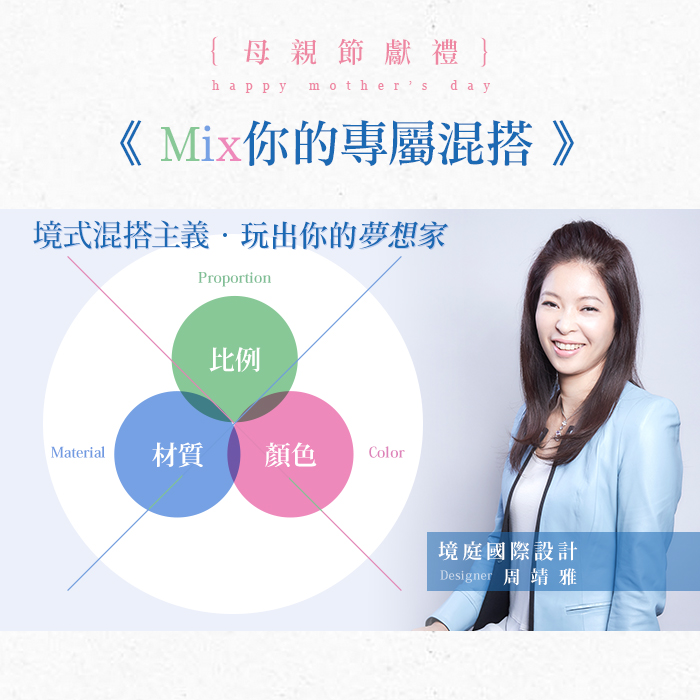 { 母親節獻禮 }
happy mother's day
《 Mix你的專屬混搭 》
境式混搭主義·玩出你的夢想家
Proportion
比例
Material
材質
顏色
Color
境庭國際設計
Designer 周靖雅